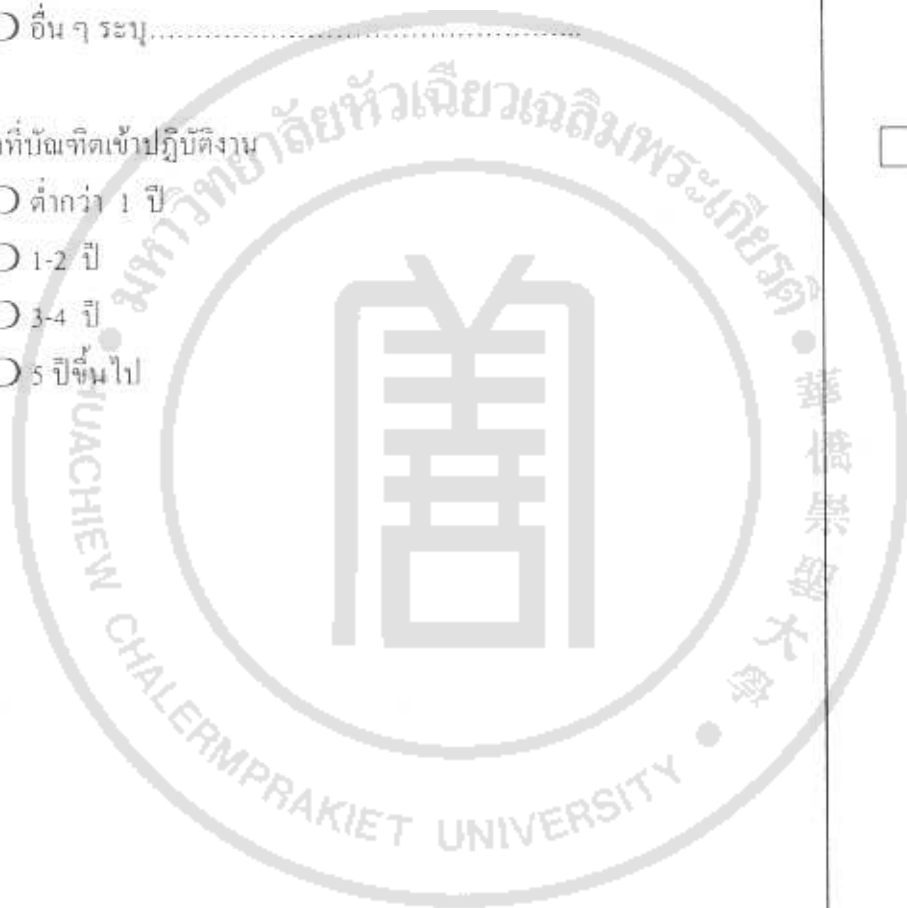 อื่น ๆ ระบุ................................................
ที่บัณฑิตเข้าปฏิบัติงาน
ต่ำกว่า 1 ปี
1-2 ปี
3-4 ปี
5 ปีขึ้นไป
มหาวิทยาลัยหัวเฉียวเฉลิมพระเกียรติ
HUACHIEW CHALERMPRAKIET UNIVERSITY
華僑崇聖大學